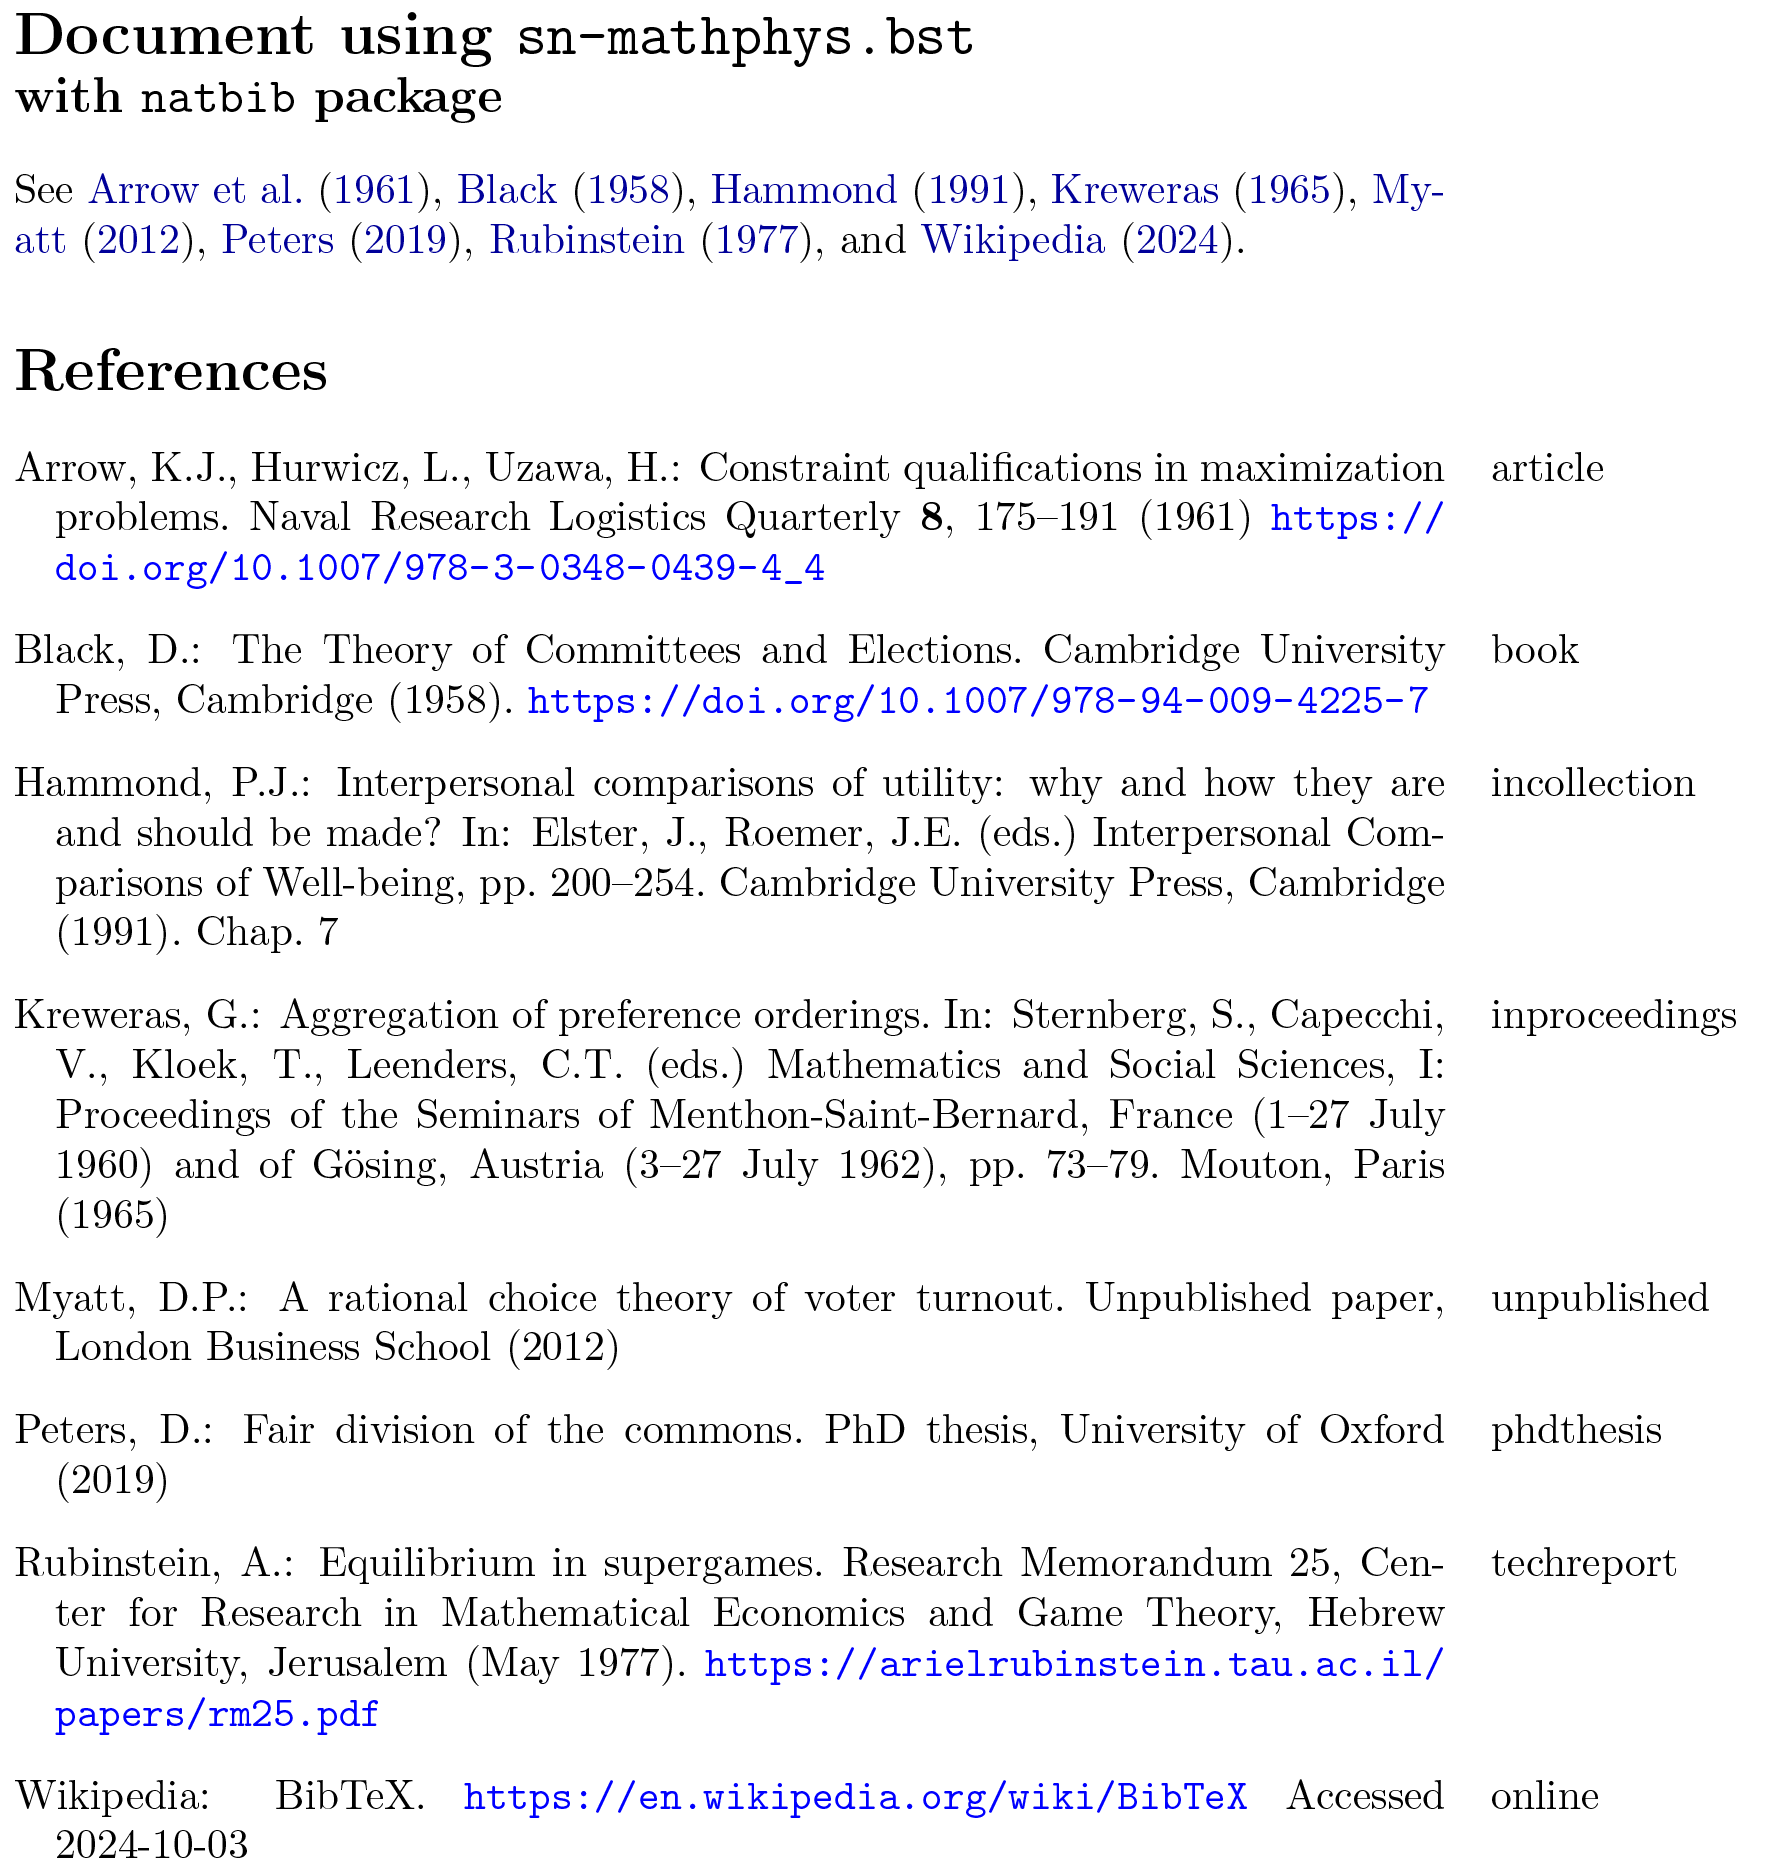 Document using sn-mathphys.bst
with natbib package
See Arrow et al. (1961), Black (1958), Hammond (1991), Kreweras (1965), My-
att (2012), Peters (2019), Rubinstein (1977), and Wikipedia (2024).
References
Arrow, K.J., Hurwicz, L., Uzawa, H.: Constraint qualifications in maximization article
problems. Naval Research Logistics Quarterly 8, 175–191 (1961) https://
doi.org/10.1007/978-3-0348-0439-4_4
Black, D.: The Theory of Committees and Elections. Cambridge University book
Press, Cambridge (1958). https://doi.org/10.1007/978-94-009-4225-7
Hammond, P.J.: Interpersonal comparisons of utility: why and how they are incollection
and should be made? In: Elster, J., Roemer, J.E. (eds.) Interpersonal Com-
parisons of Well-being, pp. 200–254. Cambridge University Press, Cambridge
(1991). Chap. 7
Kreweras, G.: Aggregation of preference orderings. In: Sternberg, S., Capecchi, inproceedings
V., Kloek, T., Leenders, C.T. (eds.) Mathematics and Social Sciences, I:
Proceedings of the Seminars of Menthon-Saint-Bernard, France (1–27 July
1960) and of Gösing, Austria (3–27 July 1962), pp. 73–79. Mouton, Paris
(1965)
Myatt, D.P.: A rational choice theory of voter turnout. Unpublished paper, unpublished
London Business School (2012)
Peters, D.: Fair division of the commons. PhD thesis, University of Oxford phdthesis
(2019)
Rubinstein, A.: Equilibrium in supergames. Research Memorandum 25, Cen- techreport
ter for Research in Mathematical Economics and Game Theory, Hebrew
University, Jerusalem (May 1977). https://arielrubinstein.tau.ac.il/
papers/rm25.pdf
Wikipedia: BibTeX. https://en.wikipedia.org/wiki/BibTeX Accessed online
2024-10-03